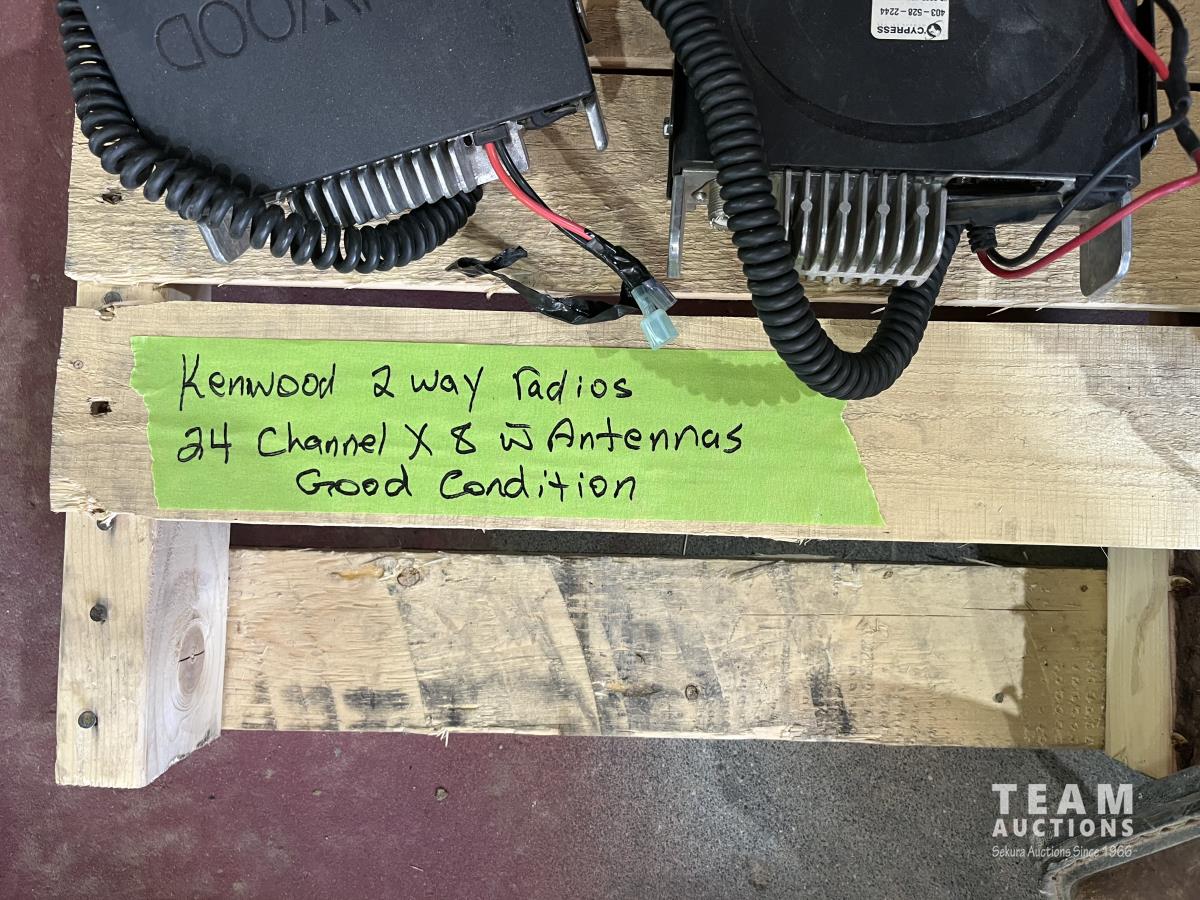 WOOD
403-528-2244
CYPRESS
Kenwood 2 way radios
24 Channel X 8 w̄ Antennas
Good Condition
TEAM
AUCTIONS
Sekura Auctions Since 1966